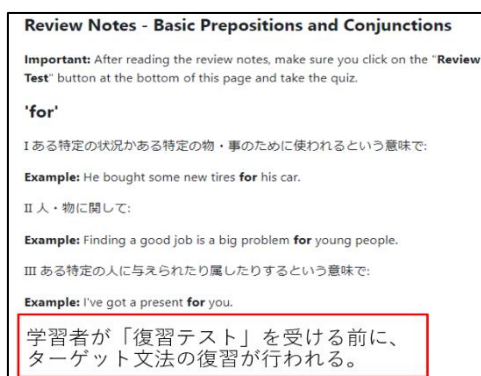 Review Notes - Basic Prepositions and Conjunctions
Important: After reading the review notes, make sure you click on the "Review
Test" button at the bottom of this page and take the quiz.
'for'
I ある特定の状況かある特定の物・事のために使われるという意味で:
Example: He bought some new tires for his car.
II 人・物に関して:
Example: Finding a good job is a big problem for young people.
III ある特定の人に与えられたり属したりするという意味で:
Example: I've got a present for you.
学習者が「復習テスト」を受ける前に、
ターゲット文法の復習が行われる。